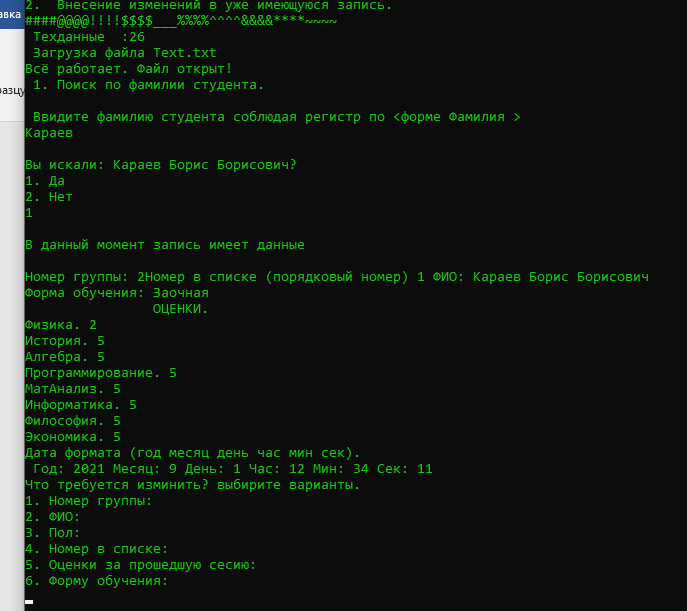 авка
разцу
2.  Внесение изменений в уже имеющуюся запись.
####@@@@!!!!$$$$___%%%%^^^^&&&&****~~~~
Техданные  :26
Загрузка файла Text.txt
Всё работает. Файл открыт!
1. Поиск по фамилии студента.
Ввидите фамилию студента соблюдая регистр по <форме Фамилия >
Караев
Вы искали: Караев Борис Борисович?
1. Да
2. Нет
1
В данный момент запись имеет данные
Номер группы: 2Номер в списке (порядковый номер) 1 ФИО: Караев Борис Борисович
Форма обучения: Заочная
ОЦЕНКИ.
Физика. 2
История. 5
Алгебра. 5
Программирование. 5
МатАнализ. 5
Информатика. 5
Философия. 5
Экономика. 5
Дата формата (год месяц день час мин сек).
Год: 2021 Месяц: 9 День: 1 Час: 12 Мин: 34 Сек: 11
Что требуется изминить? выбирите варианты.
1. Номер группы:
2. ФИО:
3. Пол:
4. Номер в списке:
5. Оценки за прошедшую сесию:
6. Форму обучения: